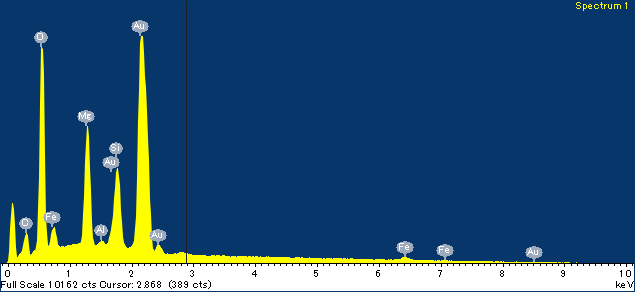 Spectrum 1
Au
O
Mg
Si
Au
Fe
O
Al
Au
Fe
Fe
Au
0 1 2 3 4 5 6 7 8 9 10
Full Scale 10162 cts Cursor: 2.868 (389 cts) keV